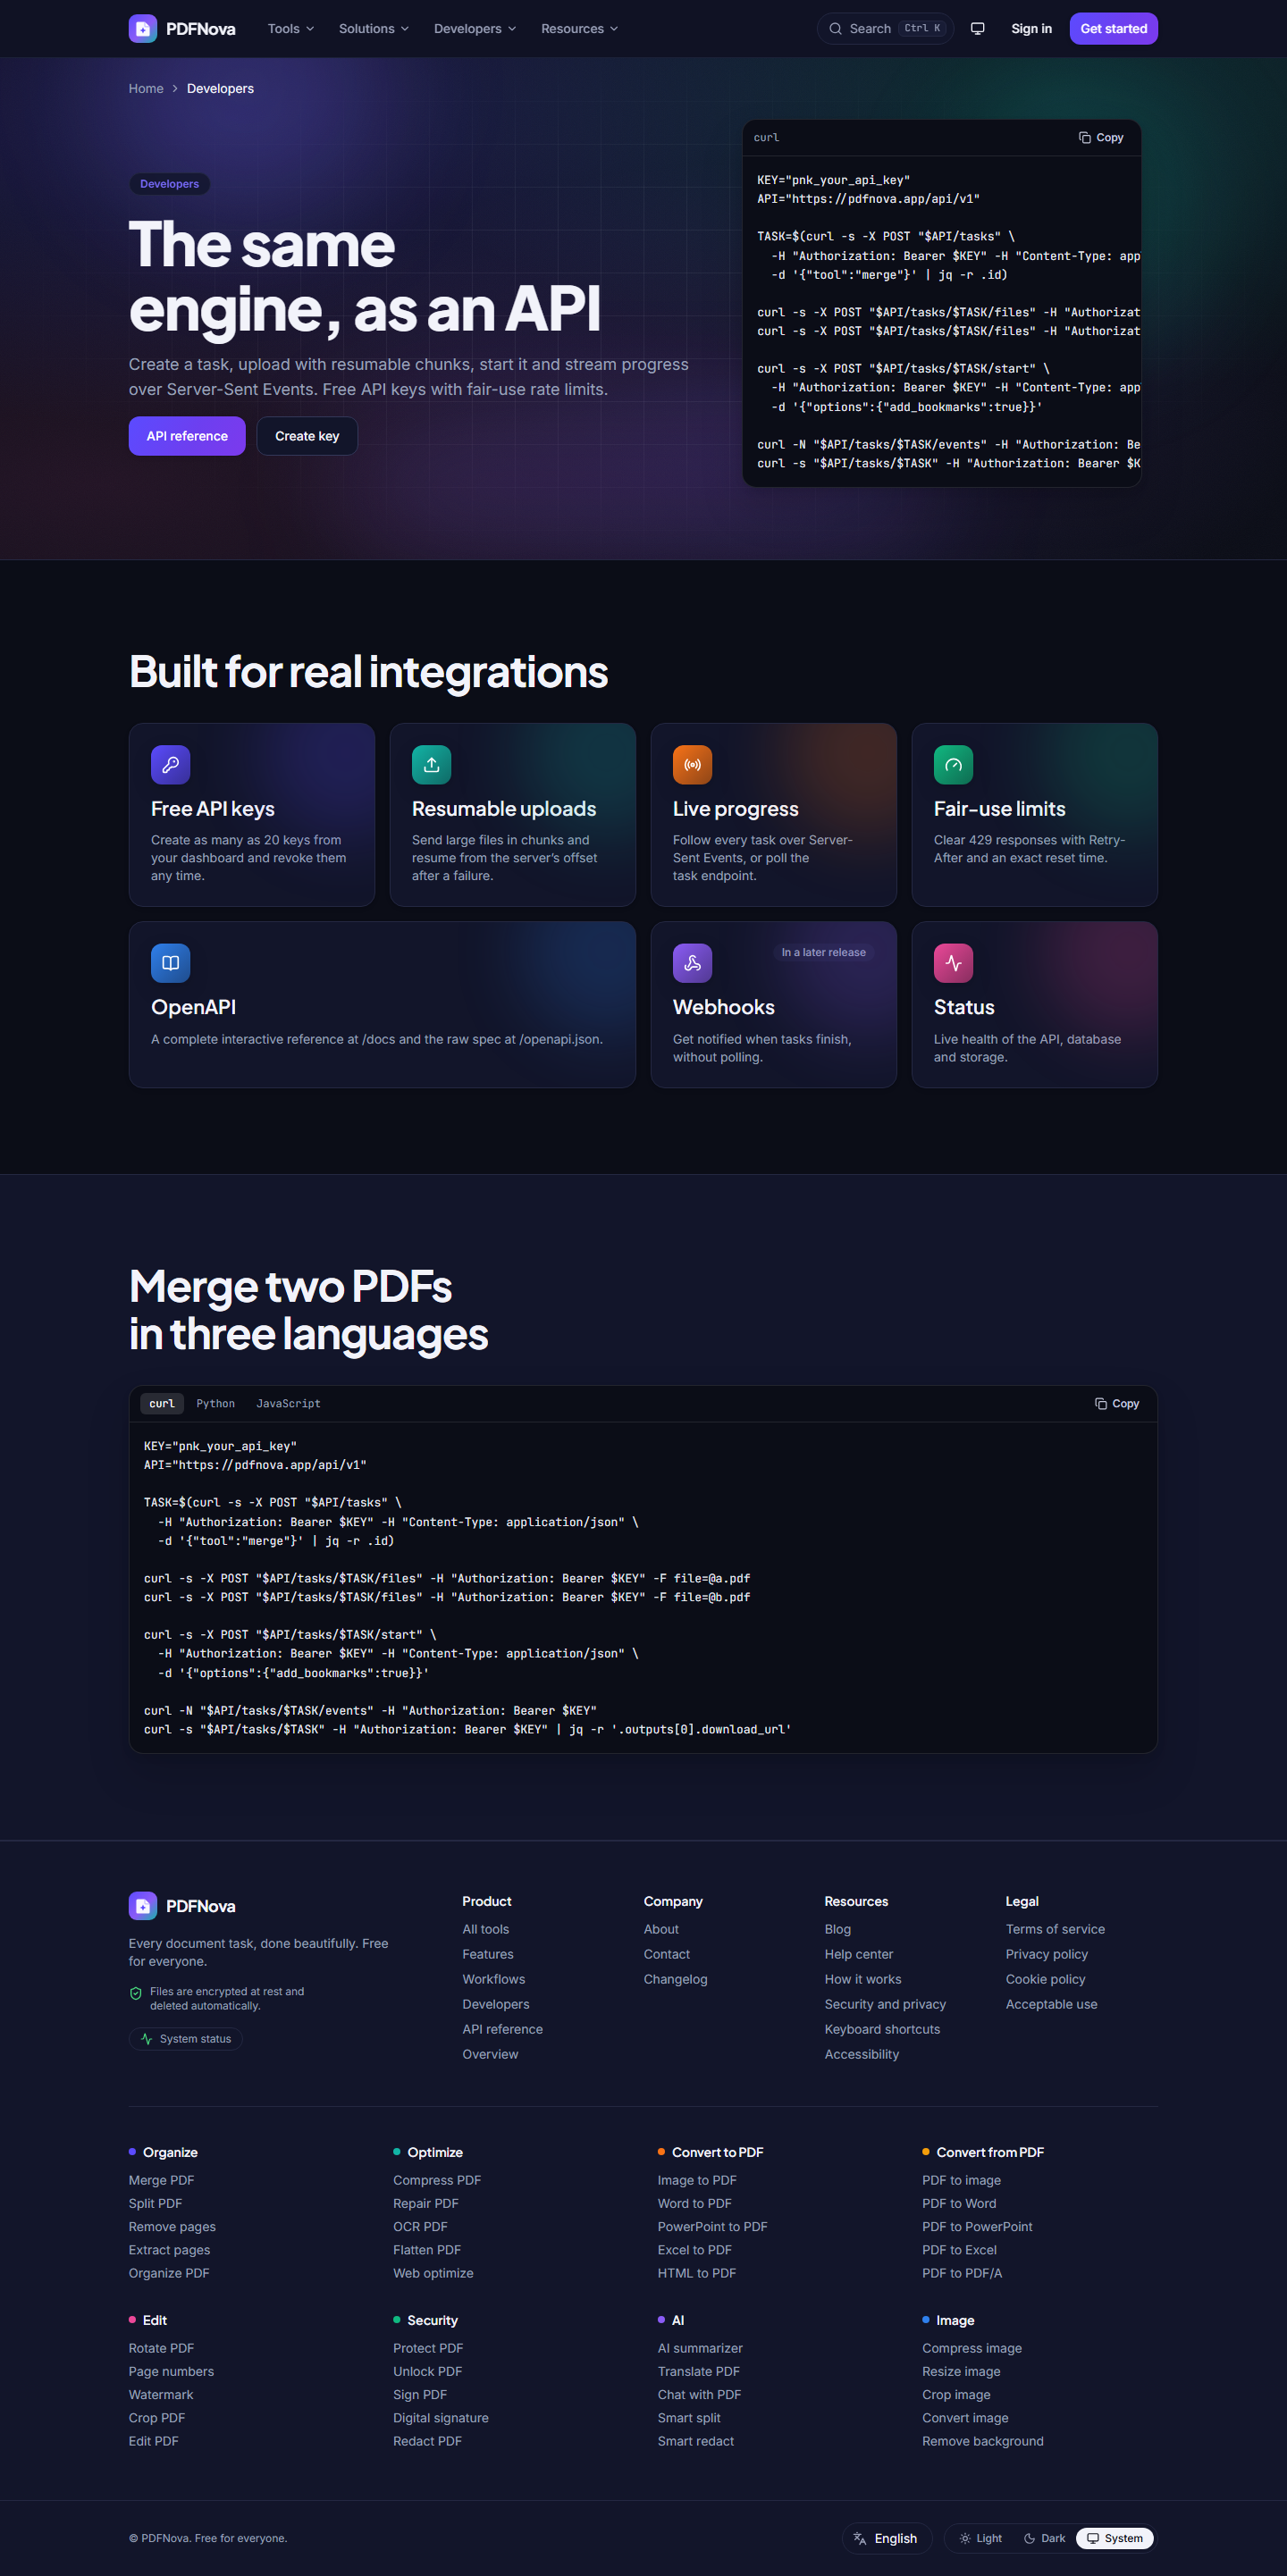 PDFNova
Tools
Solutions
Developers
Resources
Search
Ctrl K
Sign in
Get started
Home
Developers
Developers
The same
engine, as an API
Create a task, upload with resumable chunks, start it and stream progress
over Server-Sent Events. Free API keys with fair-use rate limits.
API reference
Create key
curl
Copy
KEY="pnk_your_api_key"
API="https://pdfnova.app/api/v1"
TASK=$(curl -s -X POST "$API/tasks" \
-H "Authorization: Bearer $KEY" -H "Content-Type: app
-d '{"tool":"merge"}' | jq -r .id)
curl -s -X POST "$API/tasks/$TASK/files" -H "Authorizat
curl -s -X POST "$API/tasks/$TASK/files" -H "Authorizat
curl -s -X POST "$API/tasks/$TASK/start" \
-H "Authorization: Bearer $KEY" -H "Content-Type: app
-d '{"options":{"add_bookmarks":true}}'
curl -N "$API/tasks/$TASK/events" -H "Authorization: Be
curl -s "$API/tasks/$TASK" -H "Authorization: Bearer $K
Built for real integrations
Free API keys
Create as many as 20 keys from
your dashboard and revoke them
any time.
Resumable uploads
Send large files in chunks and
resume from the server's offset
after a failure.
Live progress
Follow every task over Server-
Sent Events, or poll the
task endpoint.
Fair-use limits
Clear 429 responses with Retry-
After and an exact reset time.
OpenAPI
A complete interactive reference at /docs and the raw spec at /openapi.json.
In a later release
Webhooks
Get notified when tasks finish,
without polling.
Status
Live health of the API, database
and storage.
Merge two PDFs
in three languages
curl
Python
JavaScript
Copy
KEY="pnk_your_api_key"
API="https://pdfnova.app/api/v1"
TASK=$(curl -s -X POST "$API/tasks" \
-H "Authorization: Bearer $KEY" -H "Content-Type: application/json" \
-d '{"tool":"merge"}' | jq -r .id)
curl -s -X POST "$API/tasks/$TASK/files" -H "Authorization: Bearer $KEY" -F file=@a.pdf
curl -s -X POST "$API/tasks/$TASK/files" -H "Authorization: Bearer $KEY" -F file=@b.pdf
curl -s -X POST "$API/tasks/$TASK/start" \
-H "Authorization: Bearer $KEY" -H "Content-Type: application/json" \
-d '{"options":{"add_bookmarks":true}}'
curl -N "$API/tasks/$TASK/events" -H "Authorization: Bearer $KEY"
curl -s "$API/tasks/$TASK" -H "Authorization: Bearer $KEY" | jq -r '.outputs[0].download_url'
PDFNova
Every document task, done beautifully. Free
for everyone.
Files are encrypted at rest and
deleted automatically.
System status
Product
All tools
Features
Workflows
Developers
API reference
Overview
Company
About
Contact
Changelog
Resources
Blog
Help center
How it works
Security and privacy
Keyboard shortcuts
Accessibility
Legal
Terms of service
Privacy policy
Cookie policy
Acceptable use
Organize
Merge PDF
Split PDF
Remove pages
Extract pages
Organize PDF
Optimize
Compress PDF
Repair PDF
OCR PDF
Flatten PDF
Web optimize
Convert to PDF
Image to PDF
Word to PDF
PowerPoint to PDF
Excel to PDF
HTML to PDF
Convert from PDF
PDF to image
PDF to Word
PDF to PowerPoint
PDF to Excel
PDF to PDF/A
Edit
Rotate PDF
Page numbers
Watermark
Crop PDF
Edit PDF
Security
Protect PDF
Unlock PDF
Sign PDF
Digital signature
Redact PDF
AI
AI summarizer
Translate PDF
Chat with PDF
Smart split
Smart redact
Image
Compress image
Resize image
Crop image
Convert image
Remove background
© PDFNova. Free for everyone.
English
Light
Dark
System